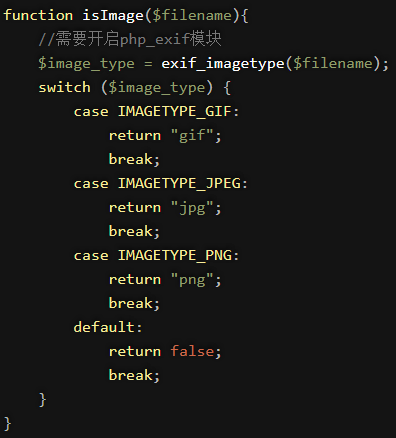 function isImage($filename){
    //需要开启php_exif模块
    $image_type = exif_imagetype($filename);
    switch ($image_type) {
        case IMAGETYPE_GIF:
            return "gif";
            break;
        case IMAGETYPE_JPEG:
            return "jpg";
            break;
        case IMAGETYPE_PNG:
            return "png";
            break;
        default:
            return false;
            break;
    }
}